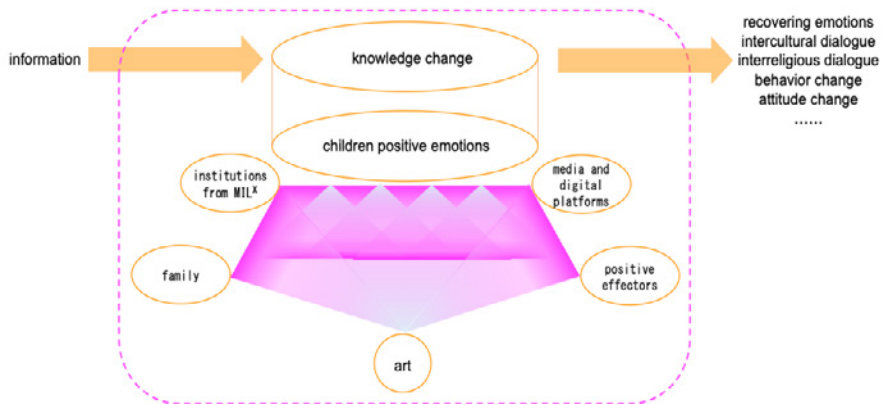 information
knowledge change
recovering emotions
intercultural dialogue
interreligious dialogue
behavior change
attitude change
......
children positive emotions
institutions
from MILˣ
media and
digital
platforms
family
positive
effectors
art